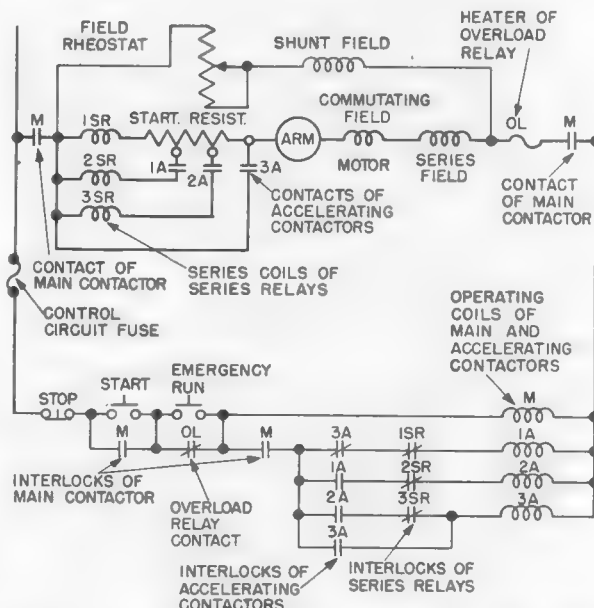 FIELD
RHEOSTAT
SHUNT FIELD
HEATER OF
OVERLOAD
RELAY
M
1SR
START. RESIST.
COMMUTATING
FIELD
OL
M
ARM
2SR
1A
2A
3A
MOTOR
SERIES
FIELD
3SR
CONTACTS OF
ACCELERATING
CONTACTORS
CONTACT
OF MAIN
CONTACTOR
CONTACT OF
MAIN CONTACTOR
SERIES COILS OF
SERIES RELAYS
CONTROL
CIRCUIT FUSE
OPERATING
COILS OF
MAIN AND
ACCELERATING
CONTACTORS
STOP
START
EMERGENCY
RUN
M
M
OL
M
3A
1SR
1A
1A
2SR
2A
2A
3SR
3A
3A
INTERLOCKS OF
MAIN CONTACTOR
OVERLOAD
RELAY
CONTACT
INTERLOCKS OF
ACCELERATING
CONTACTORS
INTERLOCKS OF
SERIES RELAYS